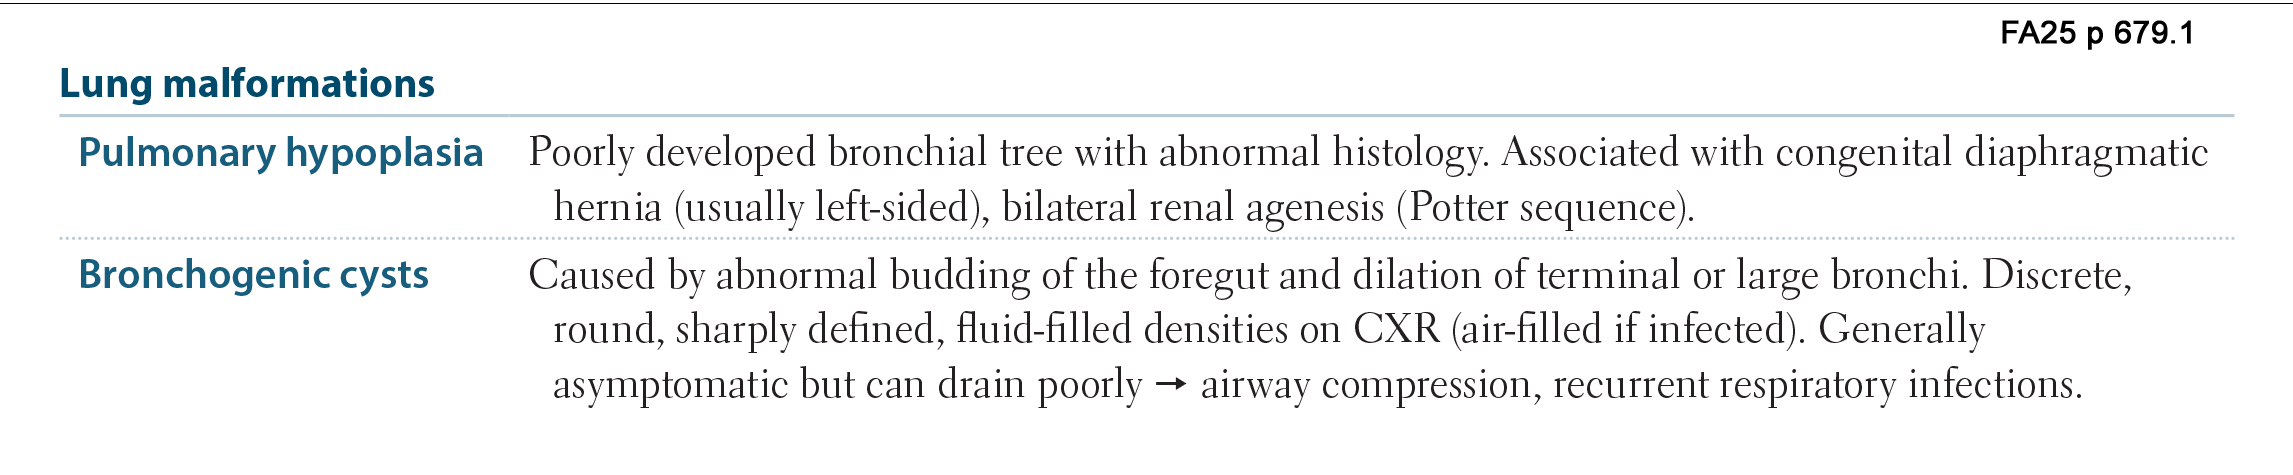 FA25 p 679.1
Lung malformations
Pulmonary hypoplasia Poorly developed bronchial tree with abnormal histology. Associated with congenital diaphragmatic
hernia (usually left-sided), bilateral renal agenesis (Potter sequence).
Bronchogenic cysts Caused by abnormal budding of the foregut and dilation of terminal or large bronchi. Discrete,
round, sharply defined, fluid-filled densities on CXR (air-filled if infected). Generally
asymptomatic but can drain poorly → airway compression, recurrent respiratory infections.